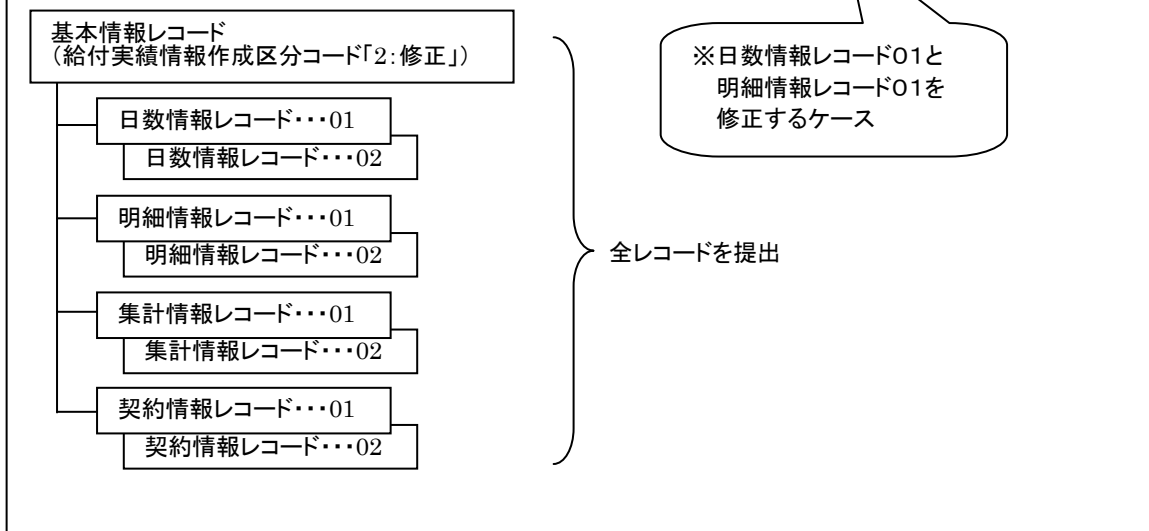 基本情報レコード
(給付実績情報作成区分コード「2:修正」)
日数情報レコード・・・01
日数情報レコード・・・02
明細情報レコード・・・01
明細情報レコード・・・02
集計情報レコード・・・01
集計情報レコード・・・02
契約情報レコード・・・01
契約情報レコード・・・02
全レコードを提出
※日数情報レコード01と
明細情報レコード01を
修正するケース